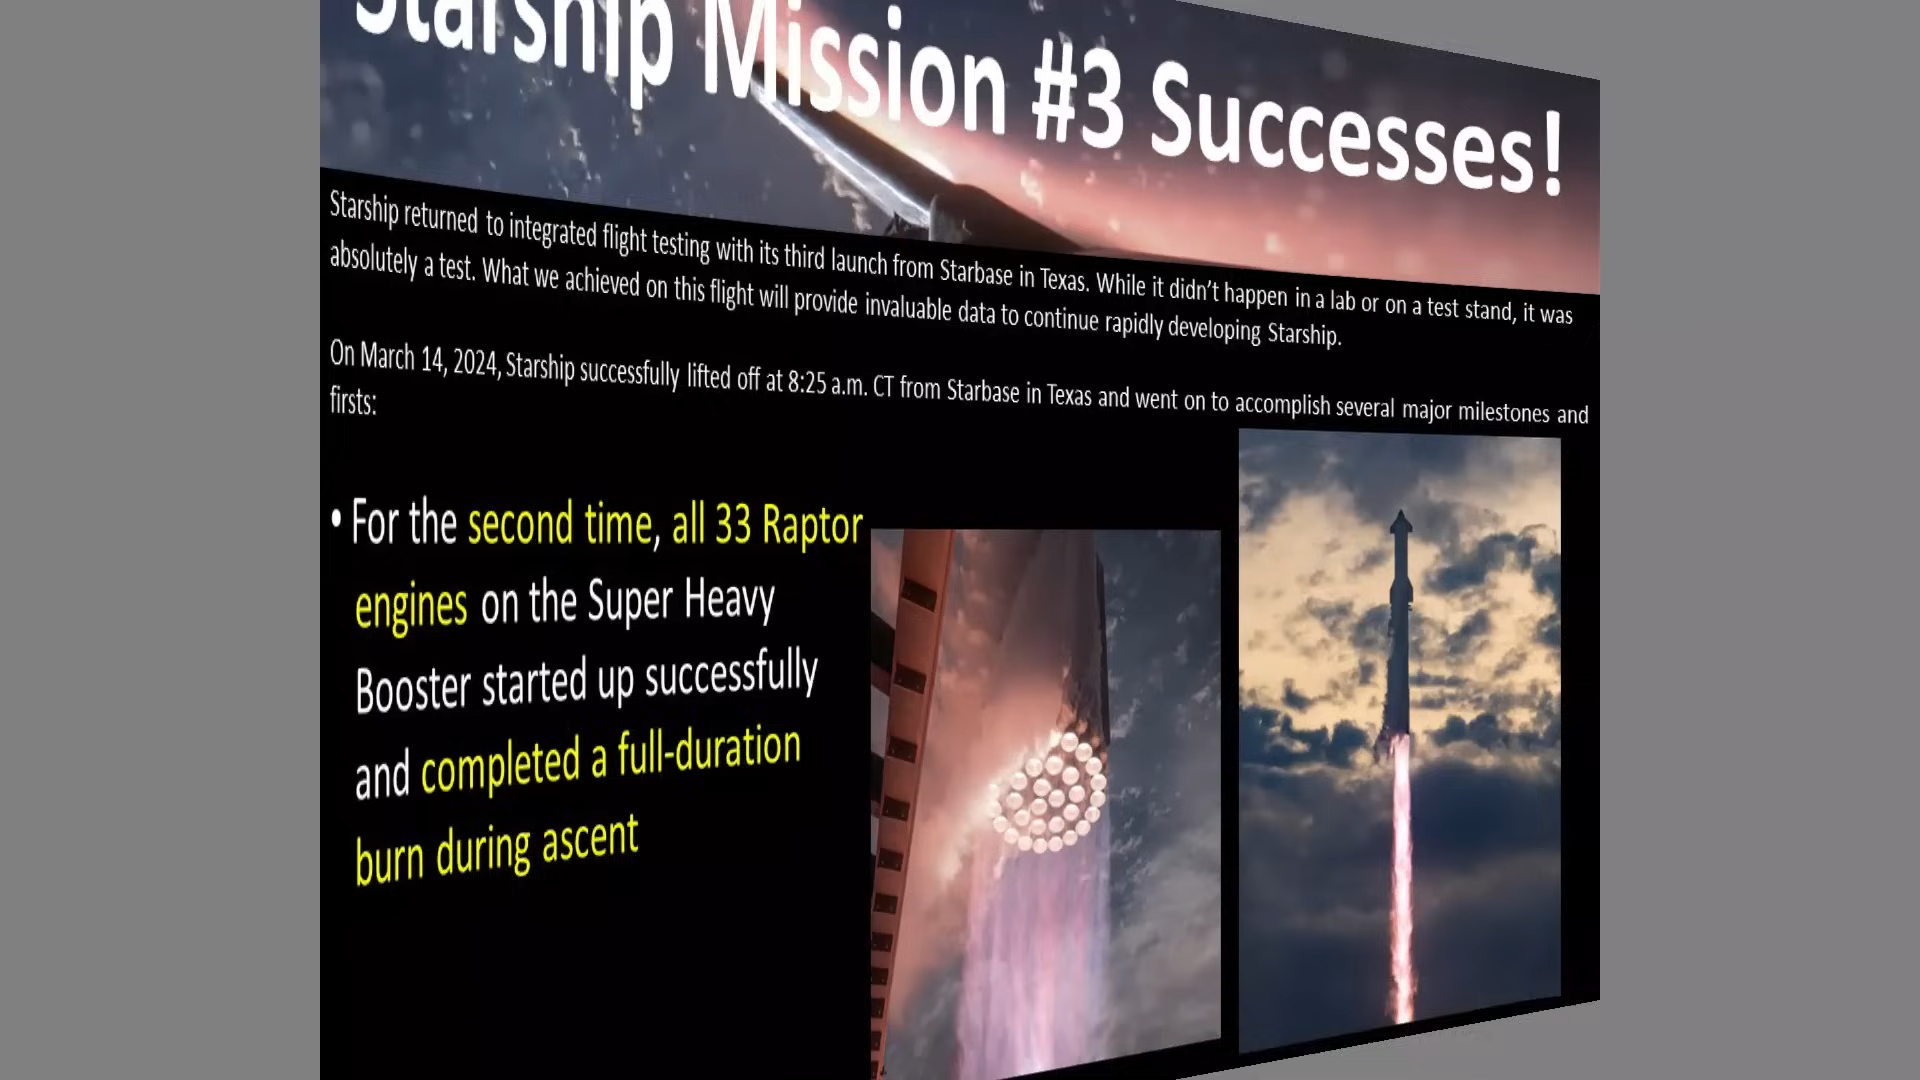 Starship Mission #3 Successes!
Starship returned to integrated flight testing with its third launch from Starbase in Texas. While it didn’t happen in a lab or on a test stand, it was
absolutely a test. What we achieved on this flight will provide invaluable data to continue rapidly developing Starship.
On March 14, 2024, Starship successfully lifted off at 8:25 a.m. CT from Starbase in Texas and went on to accomplish several major milestones and
firsts:
• For the second time, all 33 Raptor
engines on the Super Heavy
Booster started up successfully
and completed a full-duration
burn during ascent